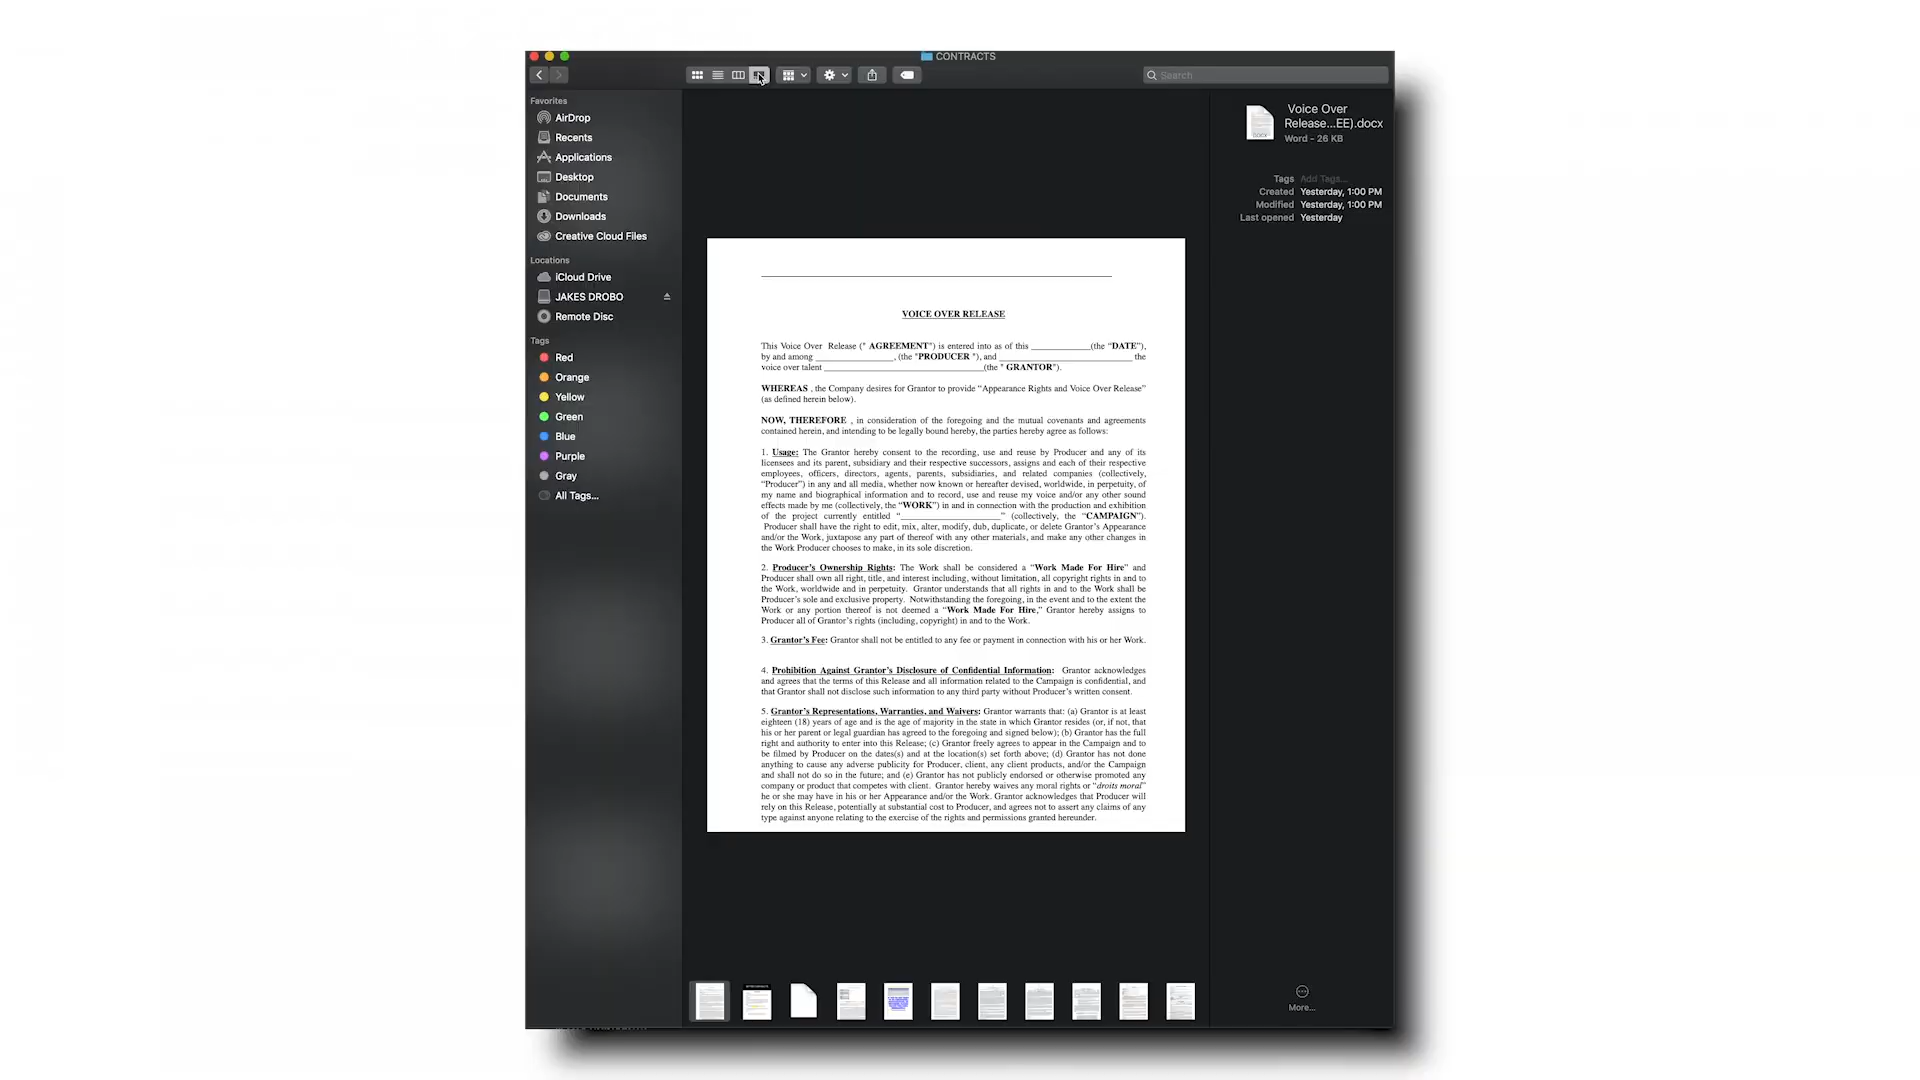 CONTRACTS
Search
Favorites
AirDrop
Recents
Applications
Desktop
Documents
Downloads
Creative Cloud Files
Locations
iCloud Drive
JAKES DROBO
Remote Disc
Tags
Red
Orange
Yellow
Green
Blue
Purple
Gray
All Tags...
VOICE OVER RELEASE
This Voice Over Release (" AGREEMENT") is entered into as of this ____________(the “DATE”),
by and among ________________, (the "PRODUCER "), and ___________________________ the
voice over talent ________________________________(the " GRANTOR").
WHEREAS , the Company desires for Grantor to provide “Appearance Rights and Voice Over Release”
(as defined herein below).
NOW, THEREFORE , in consideration of the foregoing and the mutual covenants and agreements
contained herein, and intending to be legally bound hereby, the parties hereby agree as follows:
1. Usage: The Grantor hereby consent to the recording, use and reuse by Producer and any of its
licensees and its parent, subsidiary and their respective successors, assigns and each of their respective
employees, officers, directors, agents, parents, subsidiaries, and related companies (collectively,
“Producer”) in any and all media, whether now known or hereafter devised, worldwide, in perpetuity, of
my name and biographical information and to record, use and reuse my voice and/or any other sound
effects made by me (collectively, the “WORK”) in and in connection with the production and exhibition
of the project currently entitled “____________________” (collectively, the “CAMPAIGN”).
Producer shall have the right to edit, mix, alter, modify, dub, duplicate, or delete Grantor’s Appearance
and/or the Work, juxtapose any part of thereof with any other materials, and make any other changes in
the Work Producer chooses to make, in its sole discretion.
2. Producer’s Ownership Rights: The Work shall be considered a “Work Made For Hire” and
Producer shall own all right, title, and interest including, without limitation, all copyright rights in and to
the Work, worldwide and in perpetuity. Grantor understands that all rights in and to the Work shall be
Producer’s sole and exclusive property. Notwithstanding the foregoing, in the event and to the extent the
Work or any portion thereof is not deemed a “Work Made For Hire,” Grantor hereby assigns to
Producer all of Grantor’s rights (including, copyright) in and to the Work.
3. Grantor’s Fee: Grantor shall not be entitled to any fee or payment in connection with his or her Work.
4. Prohibition Against Grantor’s Disclosure of Confidential Information: Grantor acknowledges
and agrees that the terms of this Release and all information related to the Campaign is confidential, and
that Grantor shall not disclose such information to any third party without Producer’s written consent.
5. Grantor’s Representations, Warranties, and Waivers: Grantor warrants that: (a) Grantor is at least
eighteen (18) years of age and is the age of majority in the state in which Grantor resides (or, if not, that
his or her parent or legal guardian has agreed to the foregoing and signed below); (b) Grantor has the full
right and authority to enter into this Release; (c) Grantor freely agrees to appear in the Campaign and to
be filmed by Producer on the dates(s) and at the location(s) set forth above; (d) Grantor has not done
anything to cause any adverse publicity for Producer, client, any client products, and/or the Campaign
and shall not do so in the future; and (e) Grantor has not publicly endorsed or otherwise promoted any
company or product that competes with client. Grantor hereby waives any moral rights or “droits moral”
he or she may have in his or her Appearance and/or the Work. Grantor acknowledges that Producer will
rely on this Release, potentially at substantial cost to Producer, and agrees not to assert any claims of any
type against anyone relating to the exercise of the rights and permissions granted hereunder.
Voice Over
Release...EE).docx
Word - 26 KB
Tags Add Tags...
Created Yesterday, 1:00 PM
Modified Yesterday, 1:00 PM
Last opened Yesterday
More...